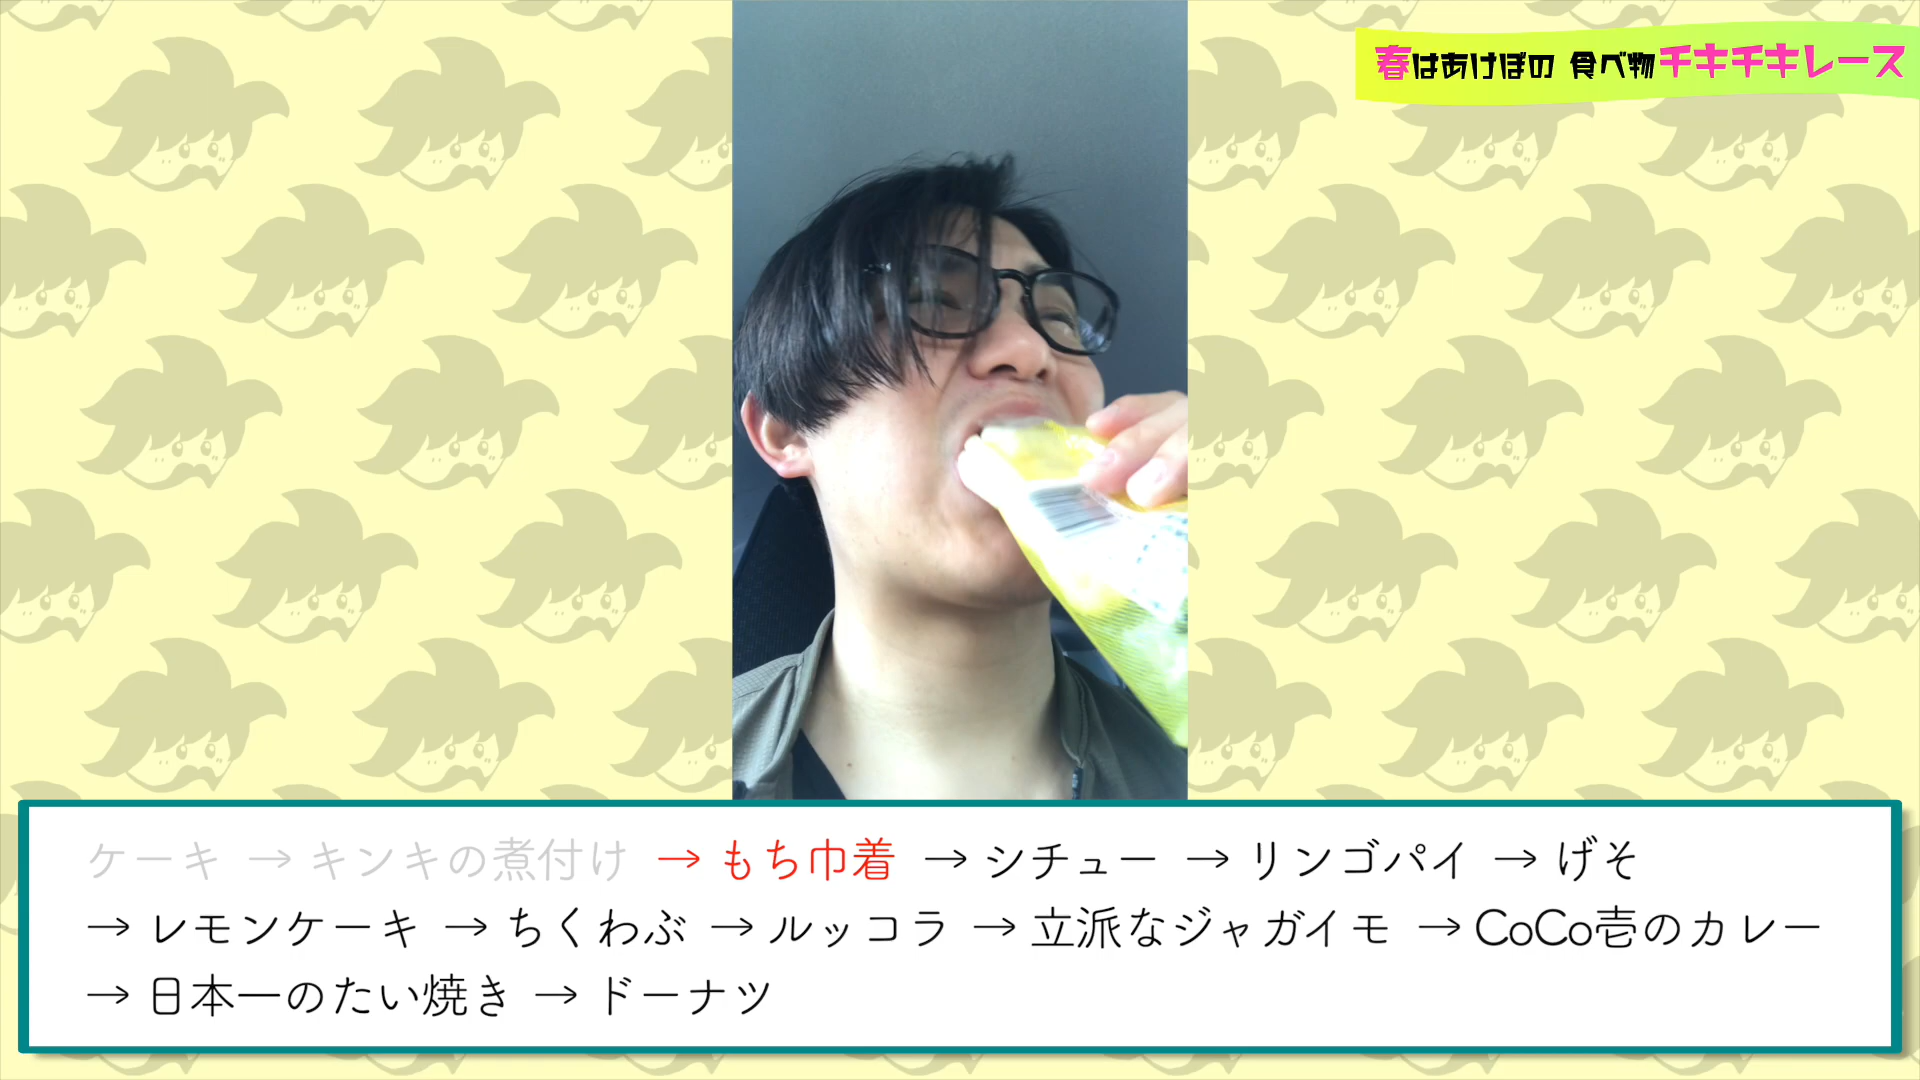 春はあけぼの 食べ物チキチキレース
ケーキ → キンキの煮付け → もち巾着 → シチュー → リンゴパイ → げそ
→ レモンケーキ → ちくわぶ → ルッコラ → 立派なジャガイモ → CoCo壱のカレー
→ 日本一のたい焼き → ドーナツ